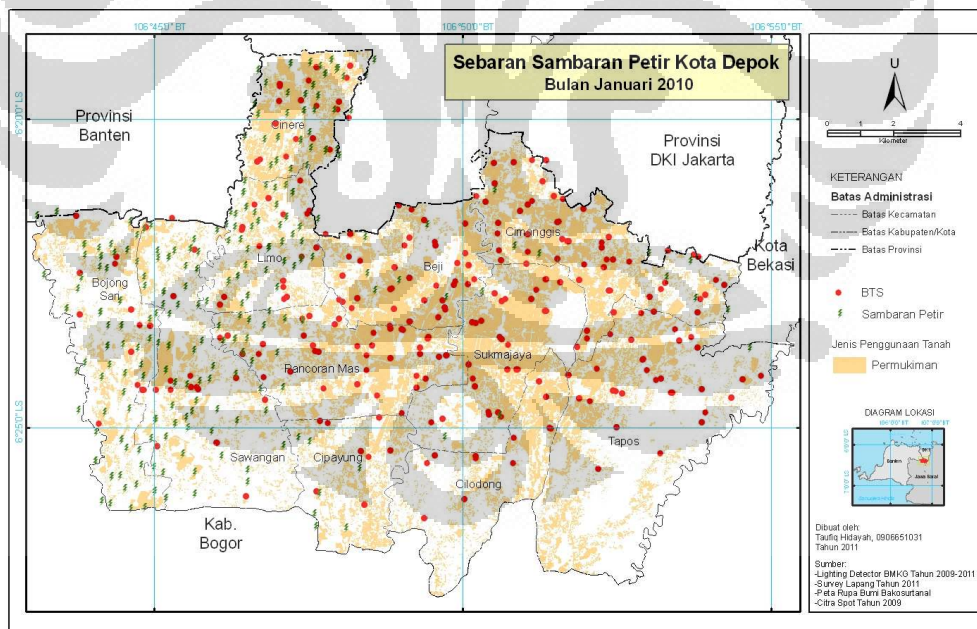 106°45'0" BT
106°50'0" BT
106°55'0" BT
Sebaran Sambaran Petir Kota Depok
Bulan Januari 2010
6°20'0" LS
6°25'0" LS
Provinsi
Banten
Provinsi
DKI Jakarta
Kota
Bekasi
Kab.
Bogor
Cinere
Limo
Beji
Cimanggis
Bojong
Sari
Pancoran Mas
Sukmajaya
Sawangan
Cipayung
Cilodong
Tapos
U
2 0 2 4
Kilometer
KETERANGAN
Batas Administrasi
Batas Kecamatan
Batas Kabupaten/Kota
Batas Provinsi
BTS
Sambaran Petir
Jenis Penggunaan Tanah
Permukiman
DIAGRAM LOKASI
Banten
Jawa Barat
Dibuat oleh:
Taufiq Hidayah, 0906651031
Tahun 2011
Sumber:
-Lighting Detector BMKG Tahun 2009-2011
-Survey Lapang Tahun 2011
-Peta Rupa Bumi Bakosurtanal
-Citra Spot Tahun 2009